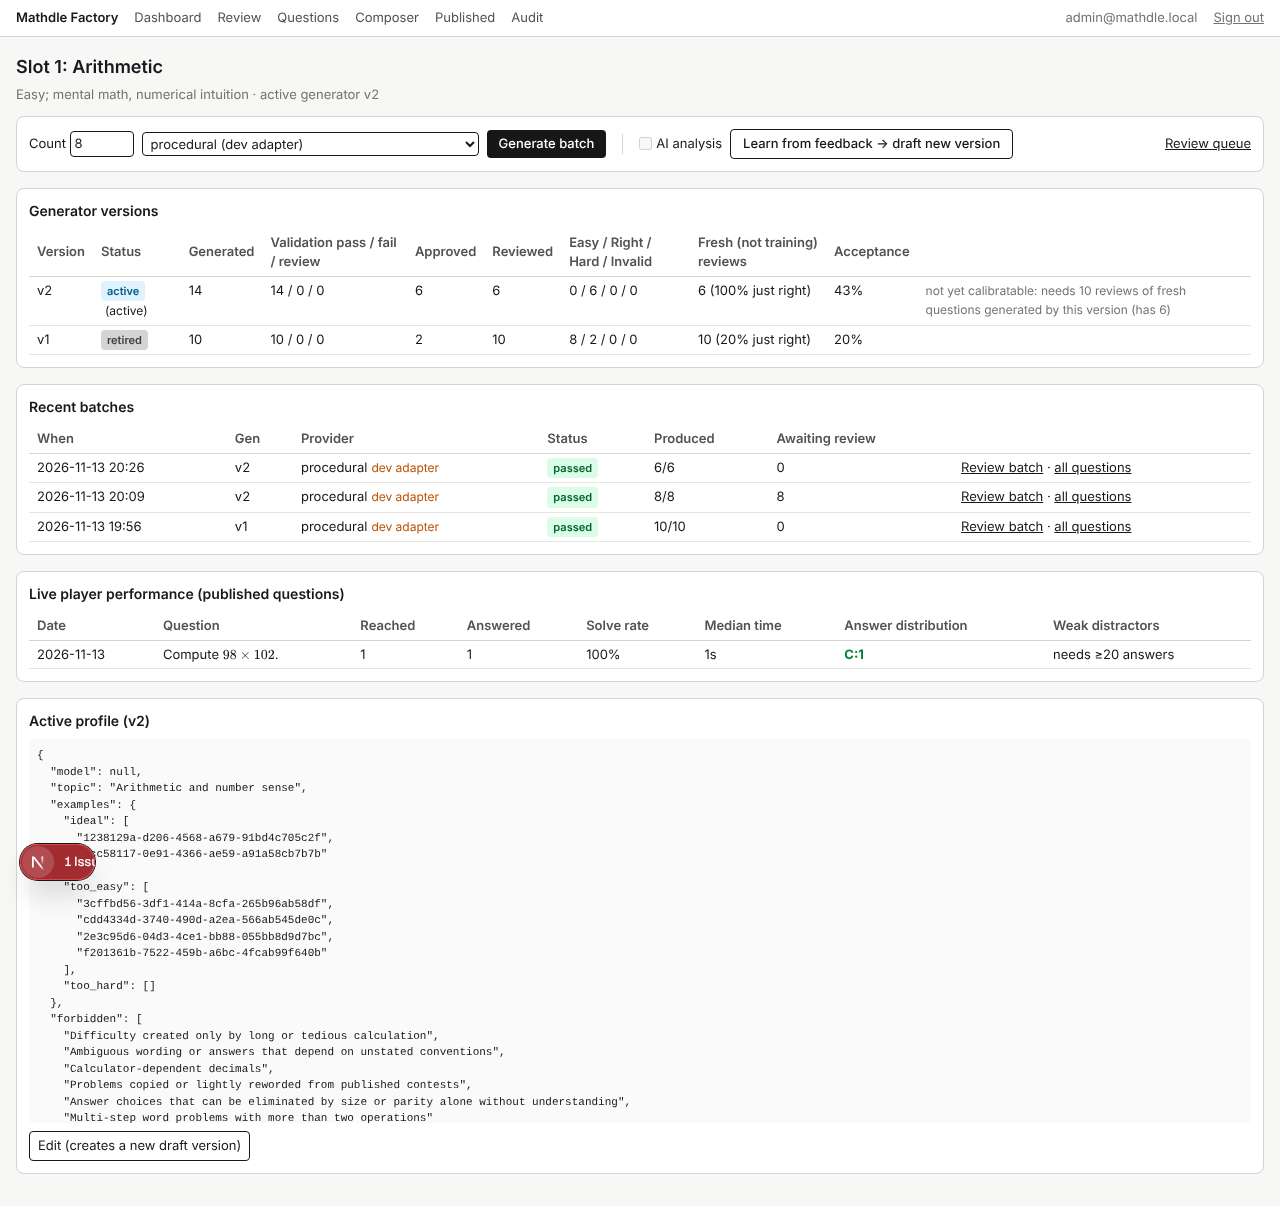 Mathdle Factory Dashboard Review Questions Composer Published Audit admin@mathdle.local Sign out
Slot 1: Arithmetic
Easy; mental math, numerical intuition · active generator v2
Count 8 procedural (dev adapter) Generate batch AI analysis Learn from feedback → draft new version Review queue
Generator versions
Version Status Generated Validation pass / fail / review Approved Reviewed Easy / Right / Hard / Invalid Fresh (not training) reviews Acceptance
v2 active (active) 14 14 / 0 / 0 6 6 0 / 6 / 0 / 0 6 (100% just right) 43% not yet calibratable: needs 10 reviews of fresh questions generated by this version (has 6)
v1 retired 10 10 / 0 / 0 2 10 8 / 2 / 0 / 0 10 (20% just right) 20%
Recent batches
When Gen Provider Status Produced Awaiting review
2026-11-13 20:26 v2 procedural dev adapter passed 6/6 0 Review batch · all questions
2026-11-13 20:09 v2 procedural dev adapter passed 8/8 8 Review batch · all questions
2026-11-13 19:56 v1 procedural dev adapter passed 10/10 0 Review batch · all questions
Live player performance (published questions)
Date Question Reached Answered Solve rate Median time Answer distribution Weak distractors
2026-11-13 Compute 98 × 102. 1 1 100% 1s C:1 needs ≥20 answers
Active profile (v2)
{
"model": null,
"topic": "Arithmetic and number sense",
"examples": {
"ideal": [
"1238129a-d206-4568-a679-91bd4c705c2f",
c58117-0e91-4366-ae59-a91a58cb7b7b"
N 1 Iss
"too_easy": [
"3cffbd56-3df1-414a-8cfa-265b96ab58df",
"cdd4334d-3740-490d-a2ea-566ab545de0c",
"2e3c95d6-04d3-4ce1-bb88-055bb8d9d7bc",
"f201361b-7522-459b-a6bc-4fcab99f640b"
],
"too_hard": []
},
"forbidden": [
"Difficulty created only by long or tedious calculation",
"Ambiguous wording or answers that depend on unstated conventions",
"Calculator-dependent decimals",
"Problems copied or lightly reworded from published contests",
"Answer choices that can be eliminated by size or parity alone without understanding",
"Multi-step word problems with more than two operations"
Edit (creates a new draft version)